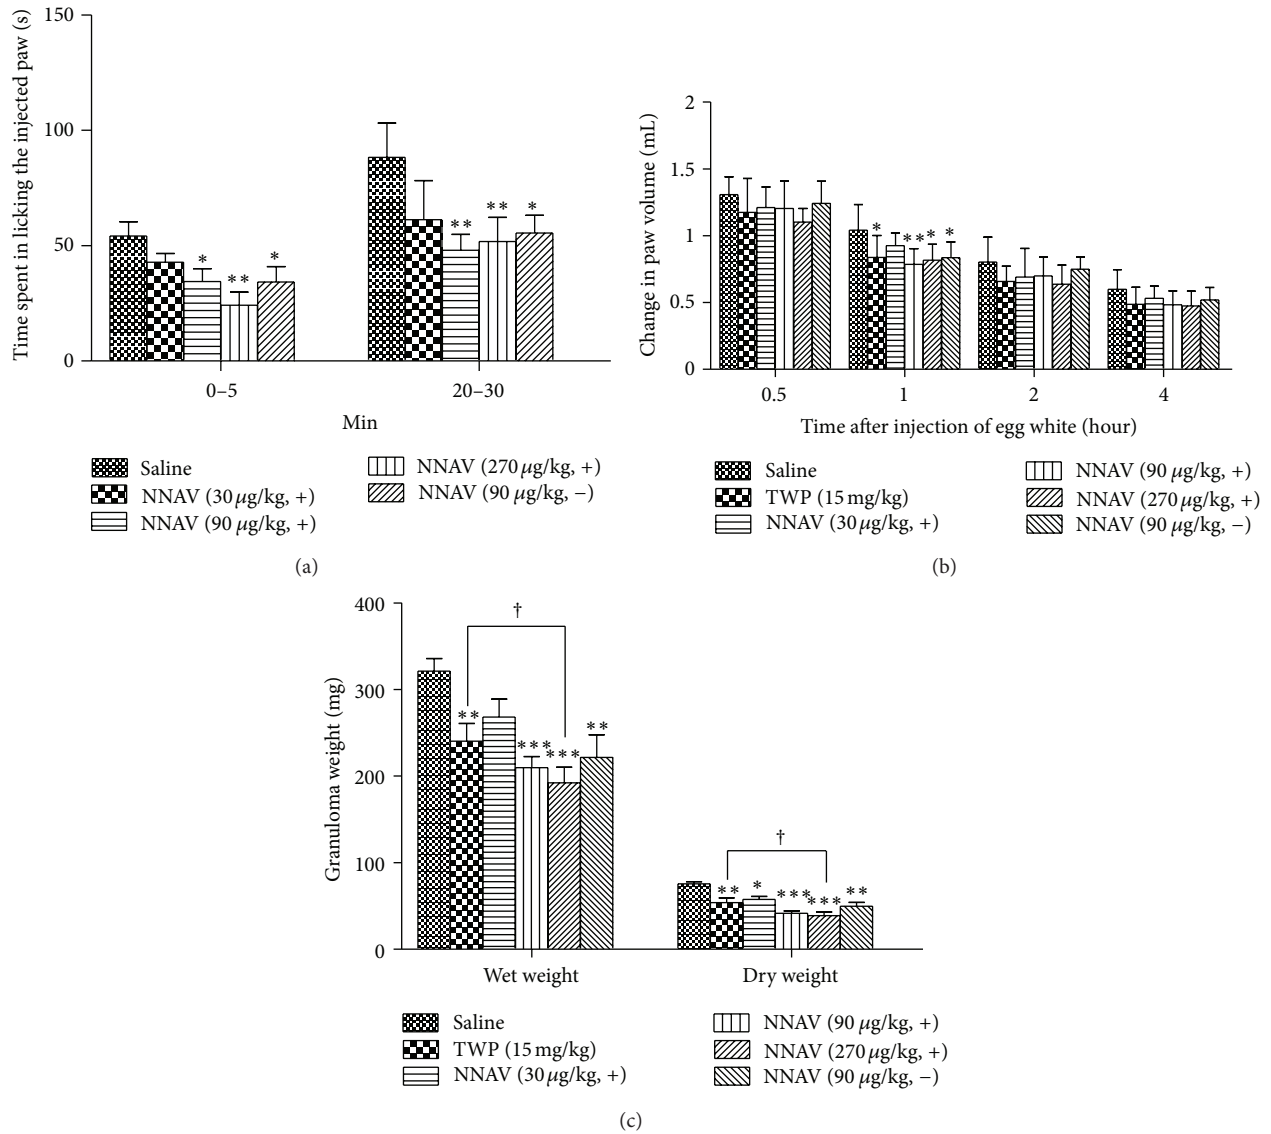 150
100
50
0
Time spent in licking the injected paw (s)
*
**
*
**
**
*
0–5
20–30
Min
Saline
NNAV (30 μg/kg, +)
NNAV (90 μg/kg, +)
NNAV (270 μg/kg, +)
NNAV (90 μg/kg, −)
(a)
2
1.5
1
0.5
0
Change in paw volume (mL)
*
**
*
*
0.5
1
2
4
Time after injection of egg white (hour)
Saline
TWP (15 mg/kg)
NNAV (30 μg/kg, +)
NNAV (90 μg/kg, +)
NNAV (270 μg/kg, +)
NNAV (90 μg/kg, −)
(b)
400
300
200
100
0
Granuloma weight (mg)
†
**
***
***
**
†
**
*
***
***
**
Wet weight
Dry weight
Saline
TWP (15 mg/kg)
NNAV (30 μg/kg, +)
NNAV (90 μg/kg, +)
NNAV (270 μg/kg, +)
NNAV (90 μg/kg, −)
(c)